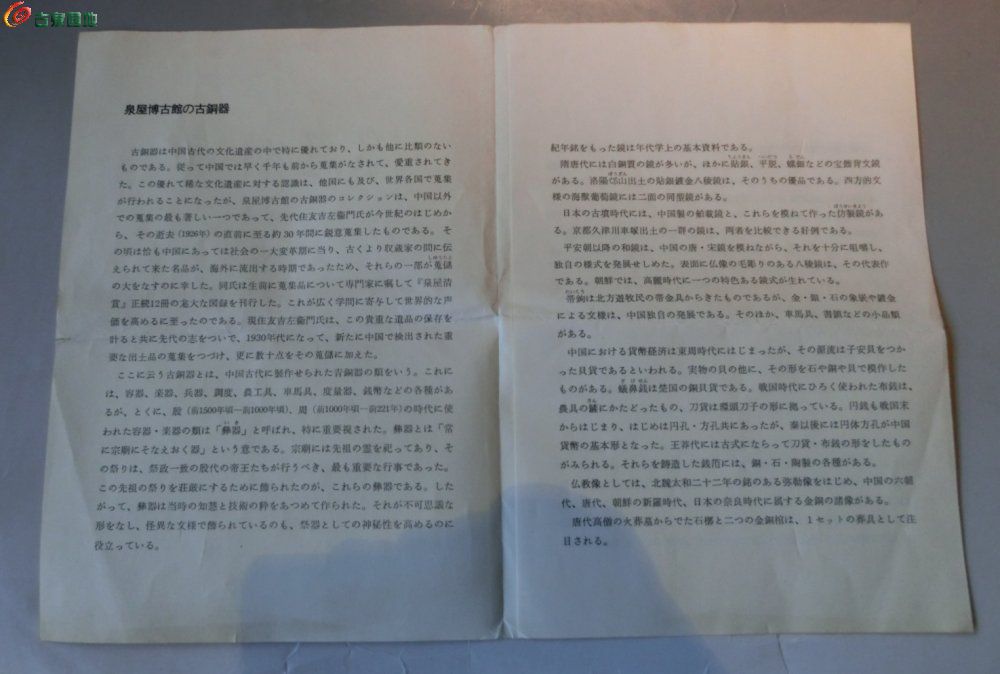 古泉園地
泉屋博古館の古銅器
古銅器は中国古代の文化遺産の中で特に優れており、しかも他に比類のない
ものである。従って中国では早く千年も前から蒐集がなされて、愛重されてき
た。この優れて稀な文化遺産に対する認識は、他国にも及び、世界各国で蒐集
が行われることになったが、泉屋博古館の古銅器のコレクションは、中国以外
での蒐集の最も著しい一つであって、先代住友吉左衞門氏が今世紀のはじめか
ら、その逝去(1926年)の直前に至る約30年間に鋭意蒐集したものである。そ
の頃は恰も中国にあっては社会の一大変革期に当り、古くより収蔵家の間に伝
えられて来た名品が、海外に流出する時期であったため、それらの一部が蒐儲
の大をなすのに幸した。同氏は生前に蒐集品について専門家に嘱して『泉屋清
賞』正続12冊の尨大な図録を刊行した。これが広く学問に寄与して世界的な声
価を高めるに至ったのである。現住友吉左衞門氏は、この貴重な遺品の保存を
計ると共に先代の志をついで、1930年代になって、新たに中国で検出された重
要な出土品の蒐集をつづけ、更に数十点をその蒐儲に加えた。
ここに云う古銅器とは、中国古代に製作せられた青銅器の類をいう。これに
は、容器、楽器、兵器、調度、農工具、車馬具、度量器、銭幣などの各種があ
るが、とくに、殷(前1500年頃―前1000年頃)、周(前1000年頃―前221年)の時代に使
われた容器・楽器の類は「彝器」と呼ばれ、特に重要視された。彝器とは「常
に宗廟にそなえおく器」という意である。宗廟には先祖の霊を祀ってあり、そ
の祭りは、祭政一致の殷代の帝王たちが行うべき、最も重要な行事であった。
この先祖の祭りを荘厳にするために飾られたのが、これらの彝器である。した
がって、彝器は当時の知慧と技術の粋をあつめて作られた。それが不可思議な
形をなし、怪異な文様で飾られているのも、祭器としての神秘性を高めるのに
役立っている。
紀年銘をもった鏡は年代学上の基本資料である。
隋唐代には白銅質の鏡が多いが、ほかに貼銀、平脱、螺鈿などの宝飾背文鏡
がある。洛陽邙山出土の貼銀鍍金八稜鏡は、そのうちの優品である。西方的文
様の海獣葡萄鏡には二面の同型鏡がある。
日本の古墳時代には、中国製の舶載鏡と、これらを模ねて作った仿製鏡があ
る。京都久津川車塚出土の一群の鏡は、両者を比較できる好例である。
平安朝以降の和鏡は、中国の唐・宋鏡を模ねながら、それを十分に咀嚼し、
独自の様式を発展せしめた。表面に仏像の毛彫りのある八稜鏡は、その代表作
である。朝鮮では、高麗時代に一つの特色ある鏡式が生れている。
帯鉤は北方遊牧民の帯金具からきたものであるが、金・銀・石の象嵌や鍍金
による文様は、中国独自の発展である。そのほか、車馬具、罰鎖などの小品類
がある。
中国における貨幣経済は東周時代にはじまったが、その源流は子安貝をつか
った貝貨であるといわれる。実物の貝の他に、その形を石や銅や貝で模作した
ものがある。蟻鼻銭は楚国の銅貝貨である。戦国時代にひろく使われた布銭は、
農具の鏟にかたどったもの、刀貨は環頭刀子の形に拠っている。円銭も戦国末
からはじまり、はじめは円孔・方孔共にあったが、秦以後には円体方孔が中国
貨幣の基本形となった。王莽代には古式にならって刀貨・布銭の形をしたもの
がみられる。それらを鋳造した銭笵には、銅・石・陶製の各種がある。
仏教像としては、北魏太和二十二年の銘のある弥勒像をはじめ、中国の六朝
代、唐代、朝鮮の新羅時代、日本の奈良時代に属する金銅の諸像がある。
唐代高僧の火葬墓からでた石槨と二つの金銅棺は、1セットの葬具として注
目される。